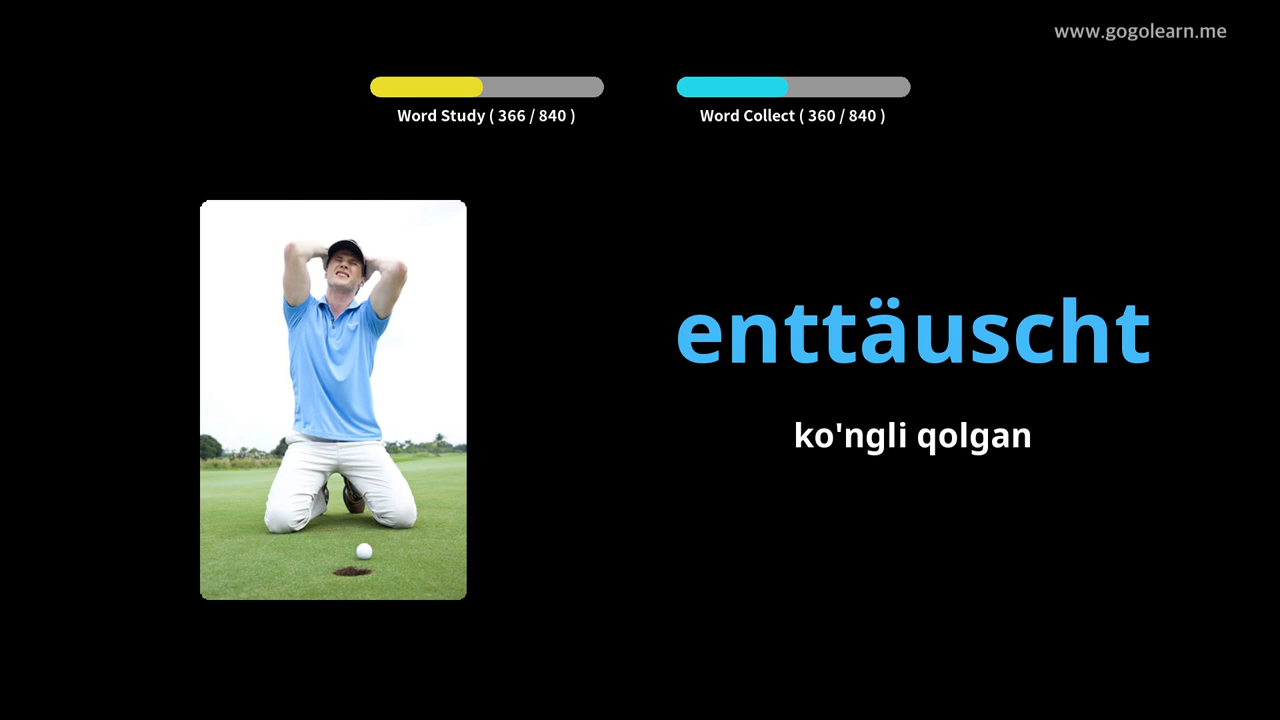 www.gogolearn.me
Word Study ( 366 / 840 )
Word Collect ( 360 / 840 )
enttäuscht
ko'ngli qolgan